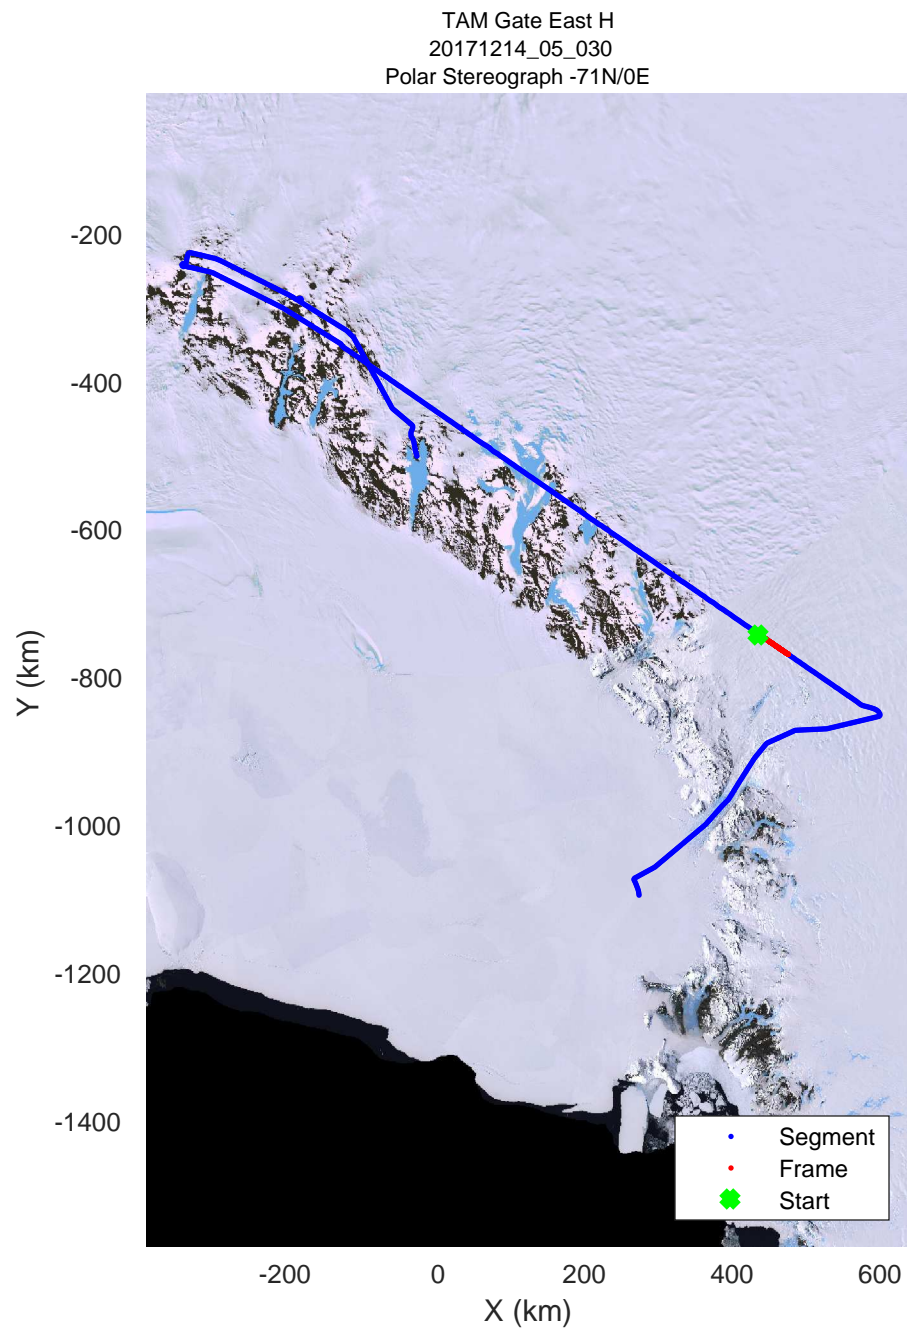 TAM Gate East H
20171214_05_030
Polar Stereograph -71N/0E
-200
-400
-600
-800
-1000
-1200
-1400
Y (km)
Segment
Frame
Start
-200 0 200 400 600
X (km)